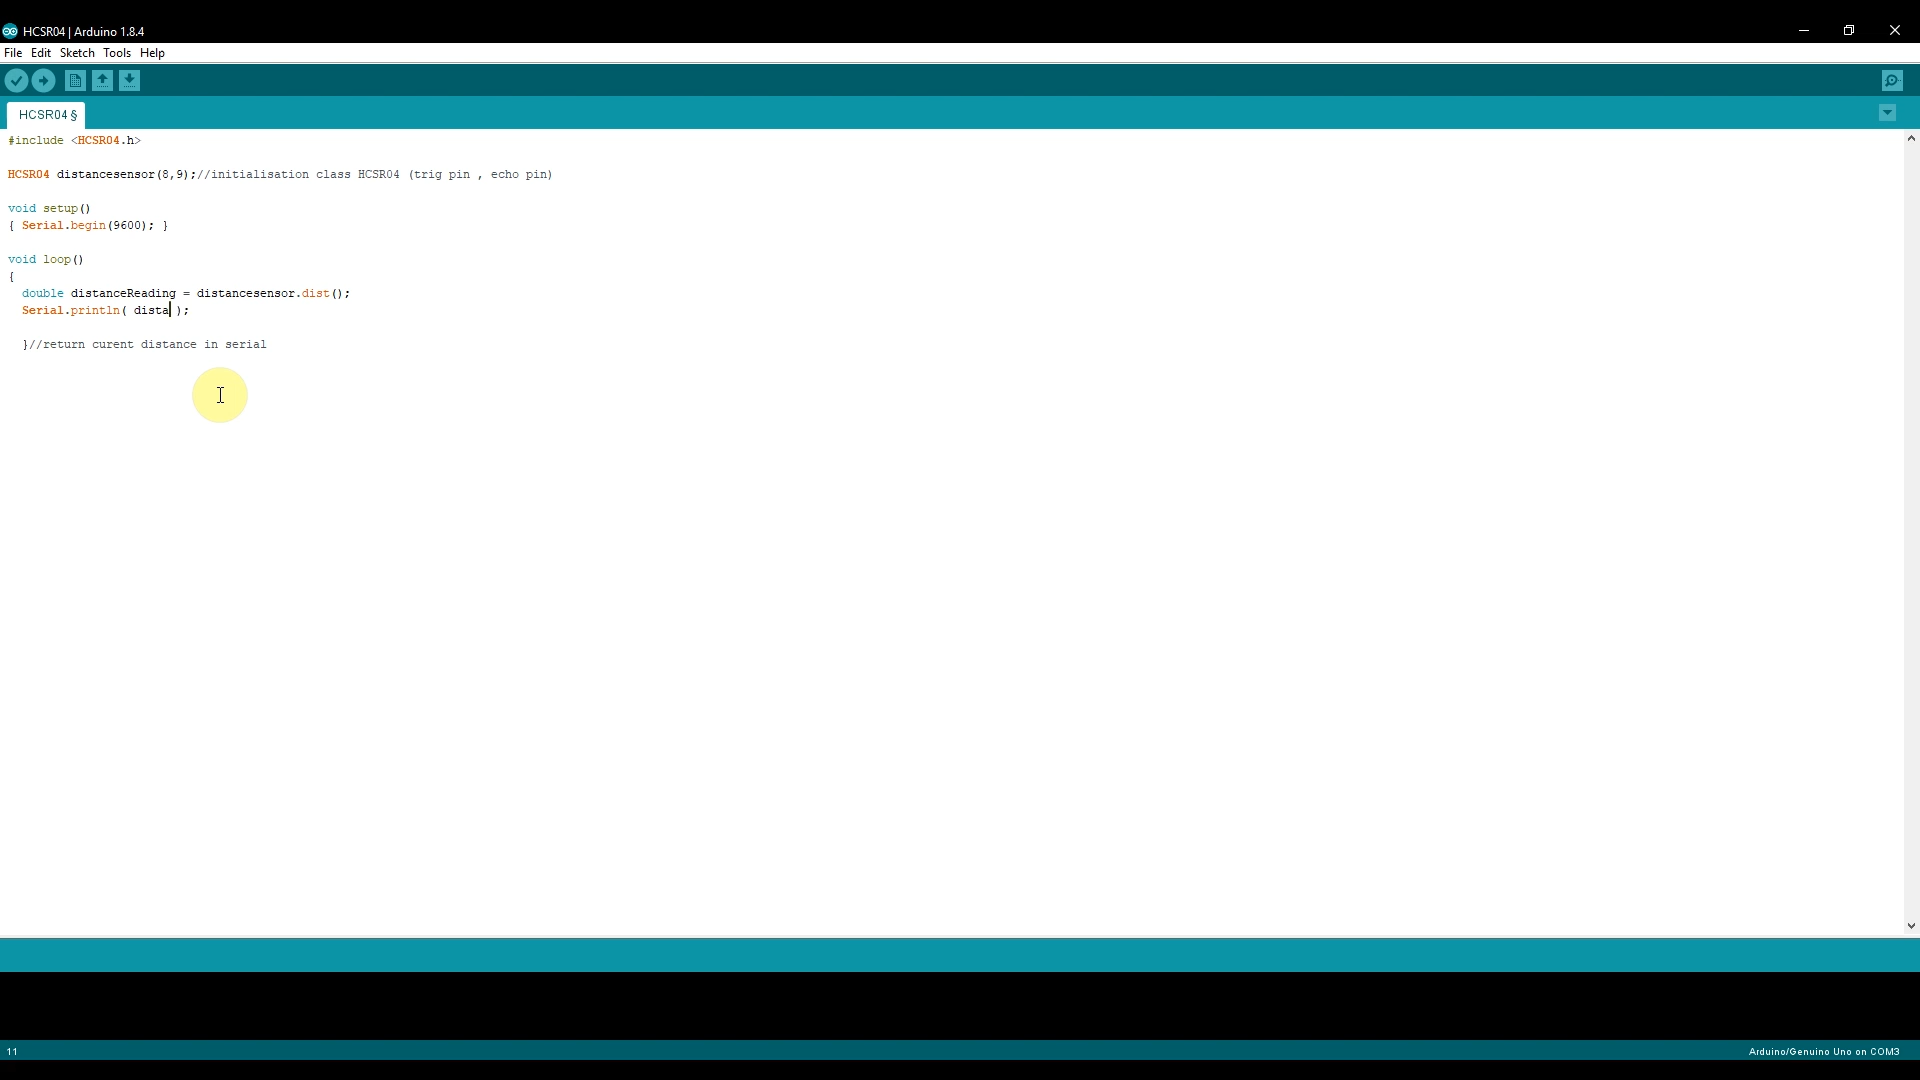 HCSR04 | Arduino 1.8.4
File Edit Sketch Tools Help
HCSR04 §
#include <HCSR04.h>
HCSR04 distancesensor(8,9);//initialisation class HCSR04 (trig pin , echo pin)
void setup()
{ Serial.begin(9600); }
void loop()
{
double distanceReading = distancesensor.dist();
Serial.println( dista );
}//return curent distance in serial
11
Arduino/Genuino Uno on COM3